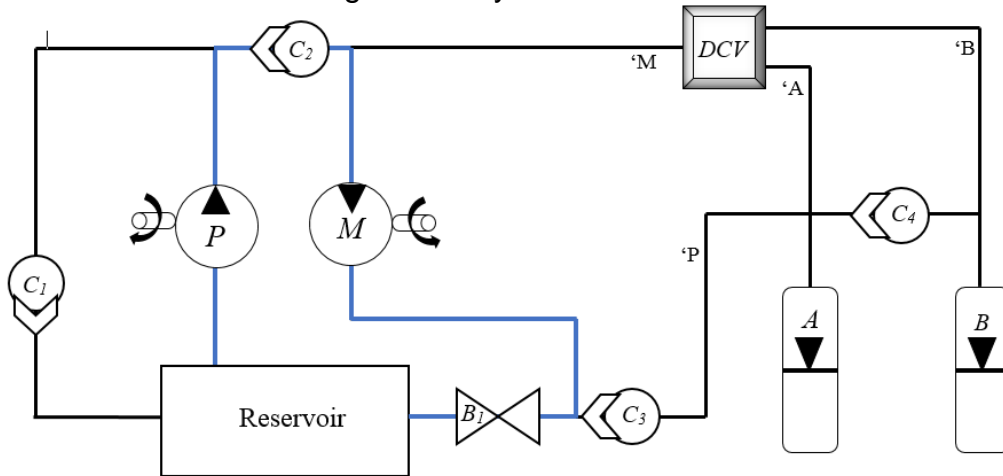 C₂
DCV
‘M
‘B
‘A
C₄
P
M
‘P
C₁
A
B
Reservoir
B₁
C₃